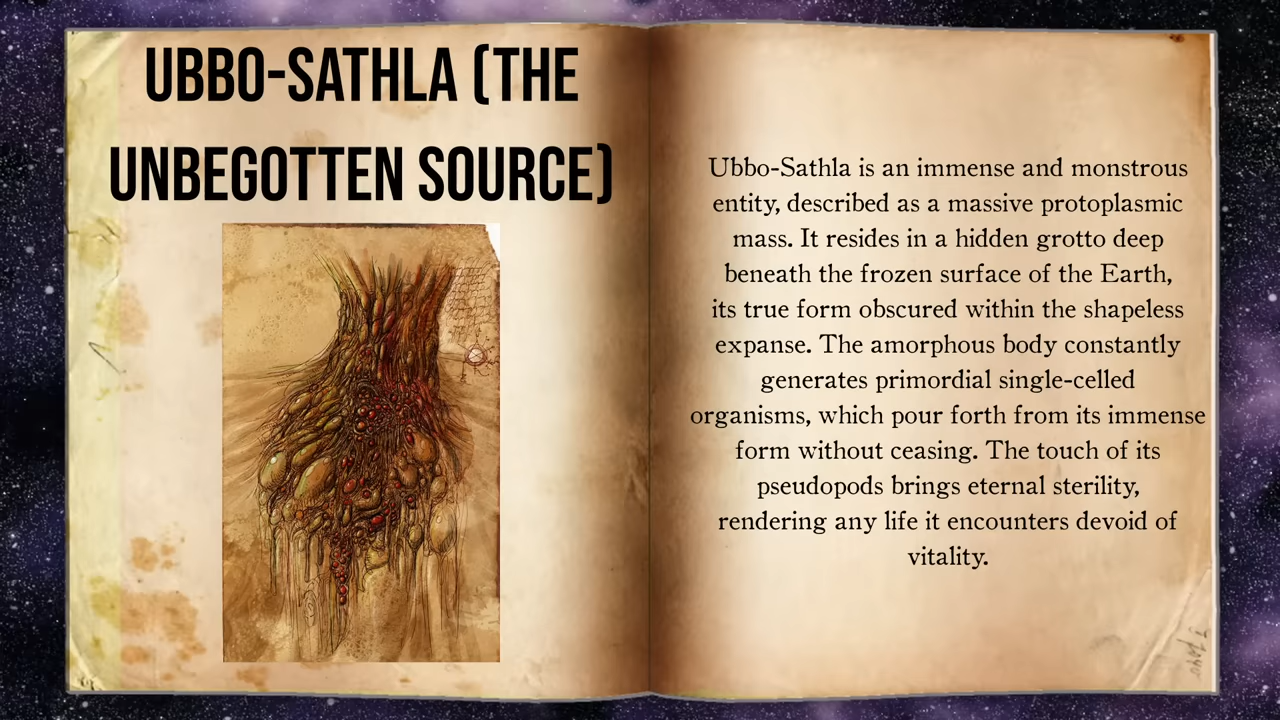 UBBO-SATHLA (THE
UNBEGOTTEN SOURCE)
Ubbo-Sathla is an immense and monstrous
entity, described as a massive protoplasmic
mass. It resides in a hidden grotto deep
beneath the frozen surface of the Earth,
its true form obscured within the shapeless
expanse. The amorphous body constantly
generates primordial single-celled
organisms, which pour forth from its immense
form without ceasing. The touch of its
pseudopods brings eternal sterility,
rendering any life it encounters devoid of
vitality.